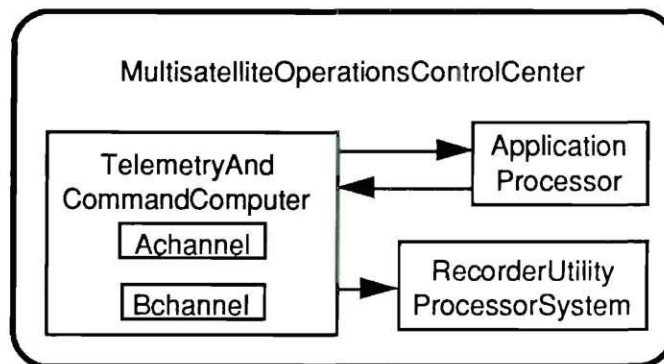 MultisatelliteOperationsControlCenter
TelemetryAnd
CommandComputer
Achannel
Bchannel
Application
Processor
RecorderUtility
ProcessorSystem